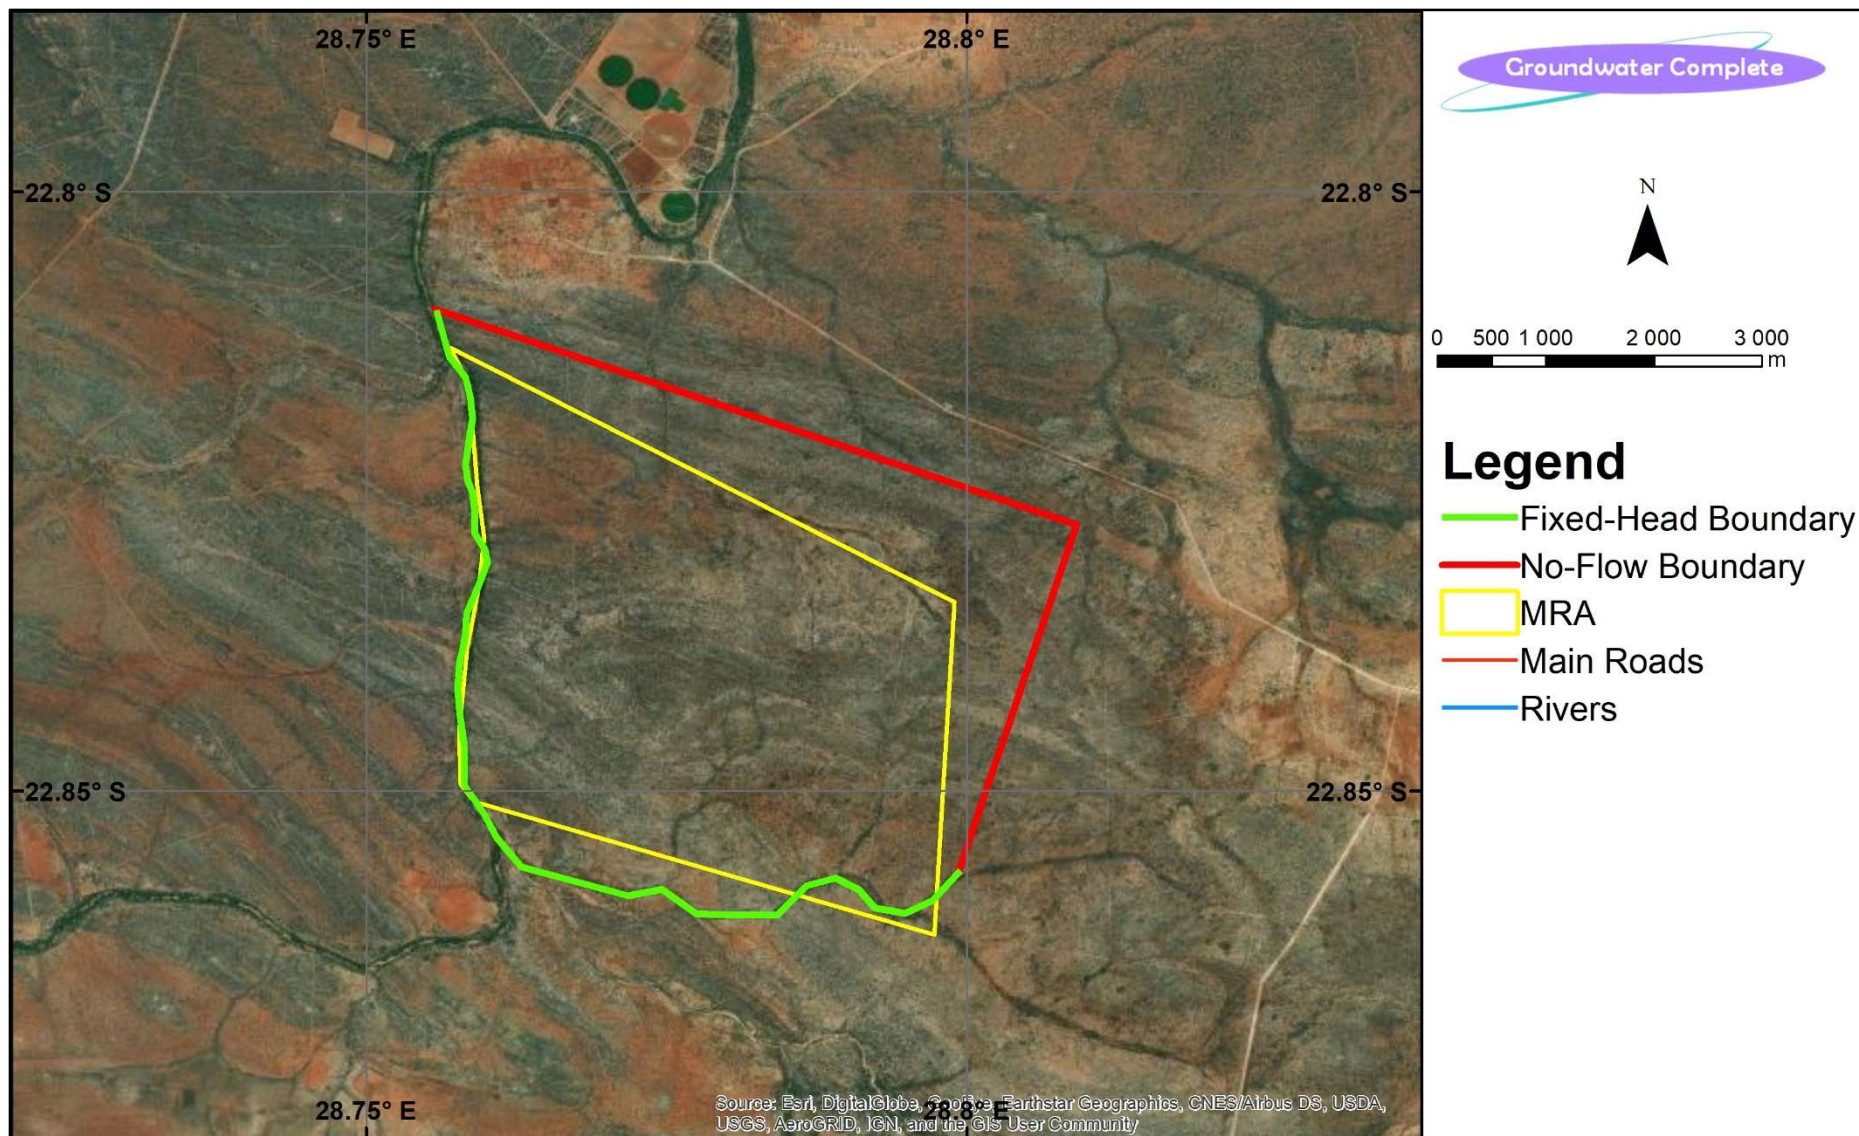 28.75° E
28.8° E
22.8° S
22.8° S
22.85° S
22.85° S
28.75° E
28.8° E
Source: Esri, DigitalGlobe, GeoEye, Earthstar Geographics, CNES/Airbus DS, USDA,
USGS, AeroGRID, IGN, and the GIS User Community
Groundwater Complete
N
0 500 1 000 2 000 3 000
m
Legend
Fixed-Head Boundary
No-Flow Boundary
MRA
Main Roads
Rivers